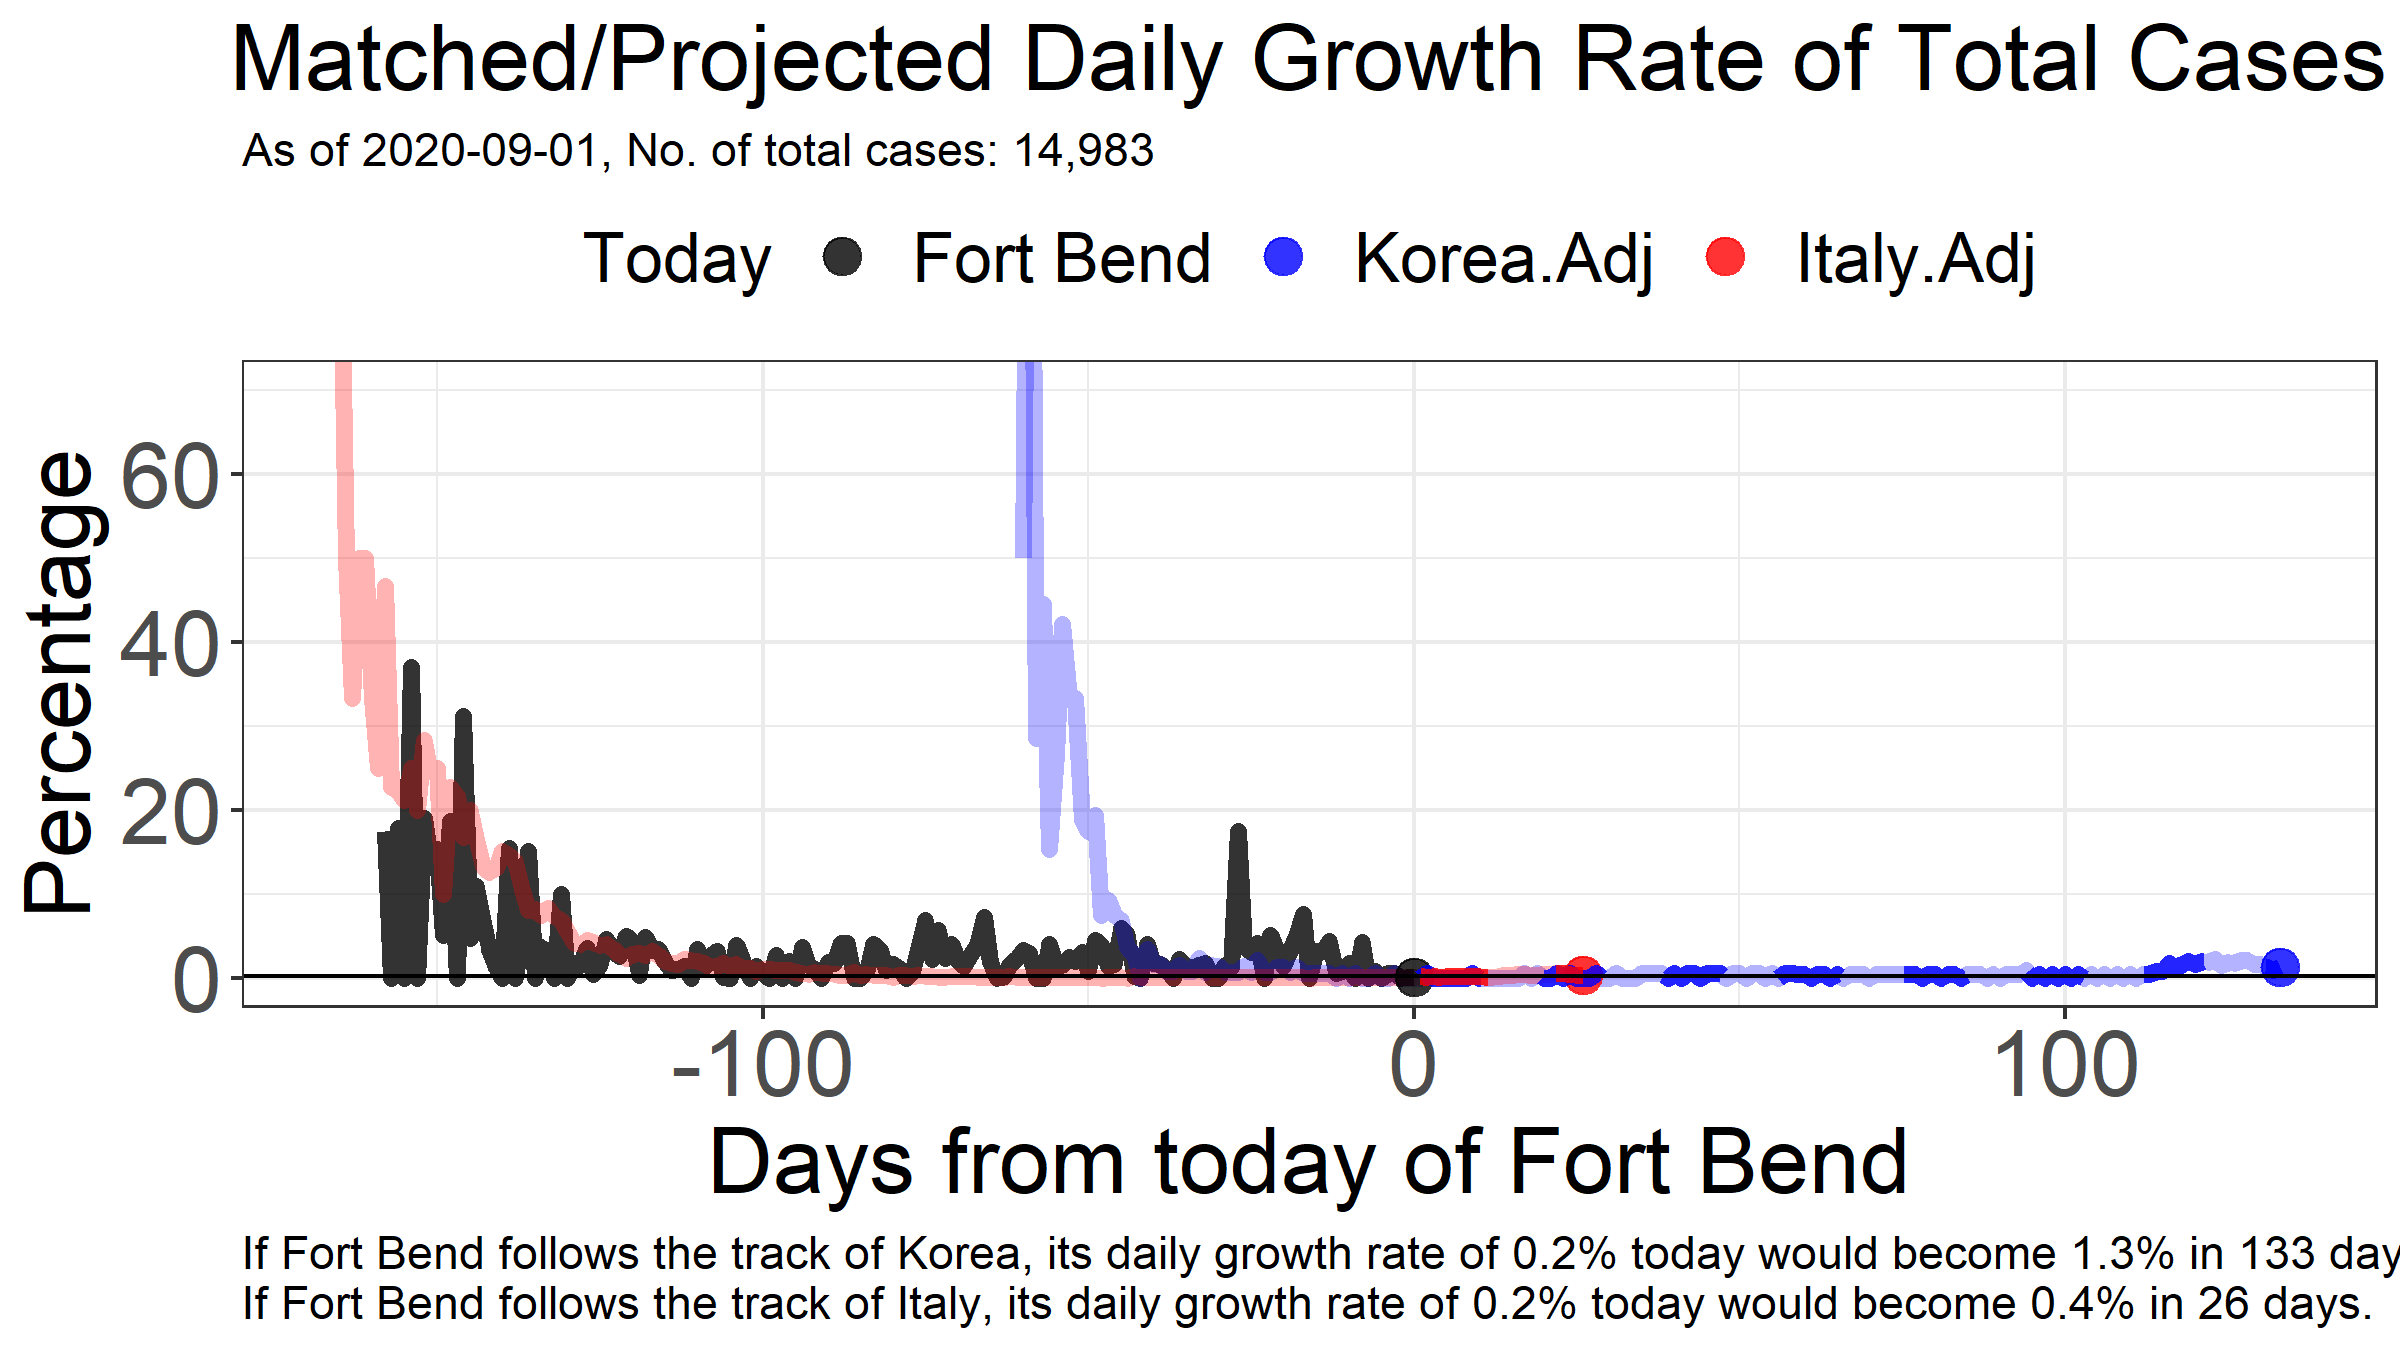 Matched/Projected Daily Growth Rate of Total Cases
As of 2020-09-01, No. of total cases: 14,983
Today Fort Bend Korea.Adj Italy.Adj
Percentage
60
40
20
0
-100 0 100
Days from today of Fort Bend
If Fort Bend follows the track of Korea, its daily growth rate of 0.2% today would become 1.3% in 133 day
If Fort Bend follows the track of Italy, its daily growth rate of 0.2% today would become 0.4% in 26 days.